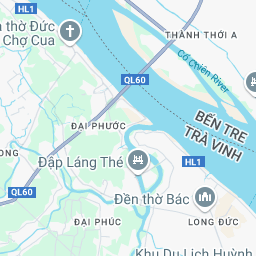 HL1
THẠNH THỚI A
hà thờ Đức
Chợ Cua
Cổ Chiên River
QL60
BẾN TRE
TRÀ VINH
ĐẠI PHƯỚC
ONG
Đập Láng Thé
HL1
QL60
Đền thờ Bác
ĐẠI PHÚC
LONG ĐỨC
Khu Du Lịch Huỳnh